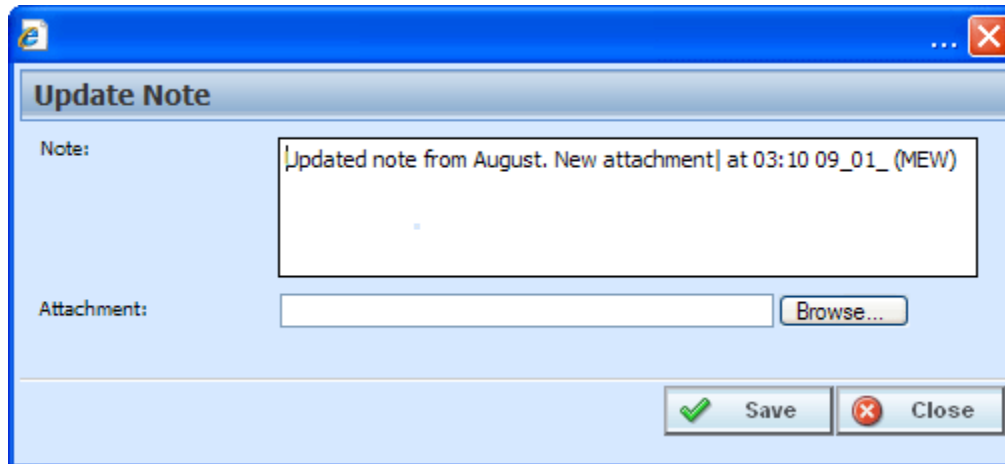 ...
Update Note
Note:
Updated note from August. New attachment| at 03:10 09_01_ (MEW)
Attachment:
Browse...
Save
Close